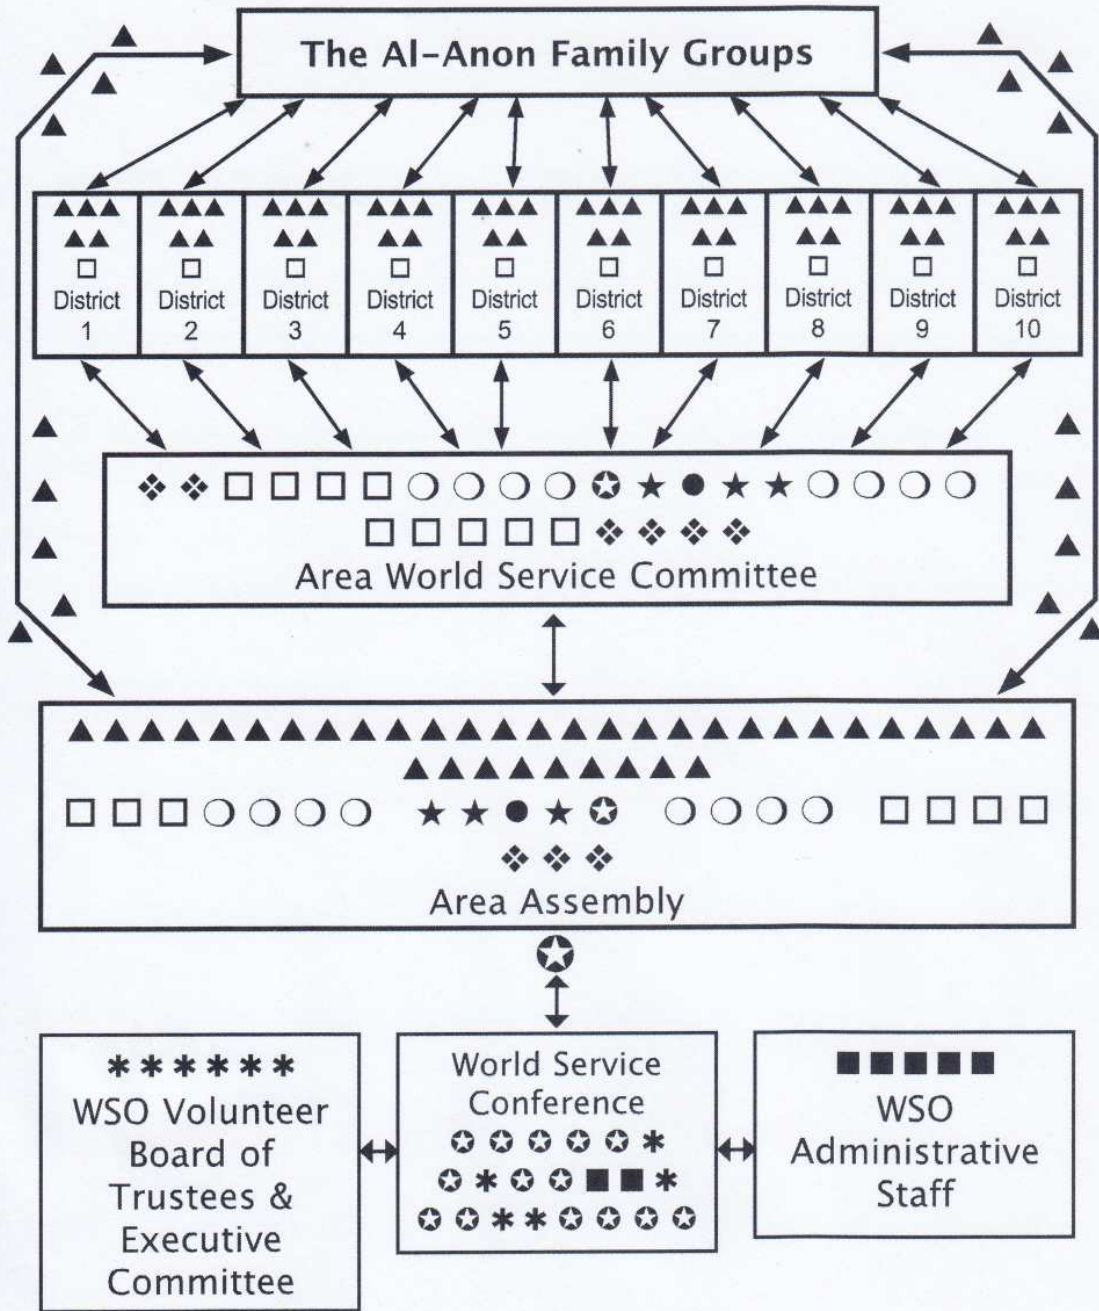 The Al-Anon Family Groups
District
1
District
2
District
3
District
4
District
5
District
6
District
7
District
8
District
9
District
10
Area World Service Committee
Area Assembly
WSO Volunteer
Board of
Trustees &
Executive
Committee
World Service
Conference
WSO
Administrative
Staff